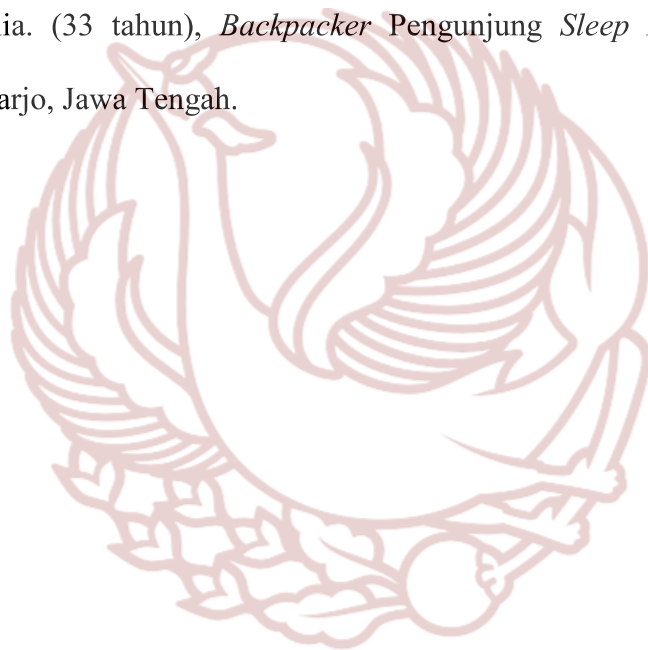 ia. (33 tahun), Backpacker Pengunjung Sleep
arjo, Jawa Tengah.